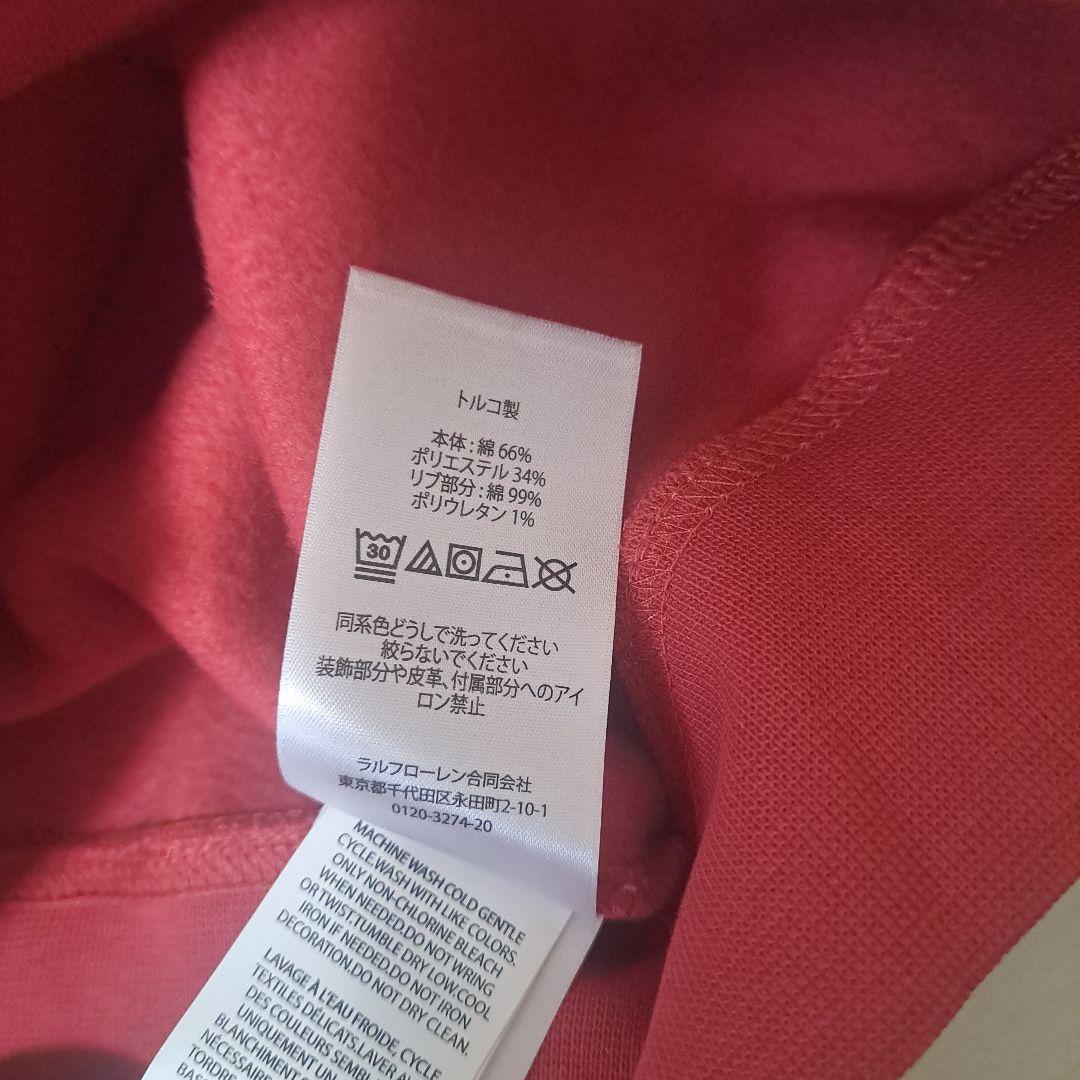 トルコ製
本体 : 綿 66%
ポリエステル 34%
リブ部分 : 綿 99%
ポリウレタン 1%
30
同系色どうしで洗ってください
絞らないでください
装飾部分や皮革、付属部分へのアイ
ロン禁止
ラルフローレン合同会社
東京都千代田区永田町2-10-1
0120-3274-20
MACHINE WASH COLD GENTLE
CYCLE.WASH WITH LIKE COLORS.
ONLY NON-CHLORINE BLEACH
WHEN NEEDED.DO NOT WRING
OR TWIST.TUMBLE DRY LOW.COOL
IRON IF NEEDED.DO NOT IRON
DECORATION.DO NOT DRY CLEAN.
LAVAGE À L'EAU FROIDE, CYCLE
TEXTILES DÉLICATS.LAVER
DES COULEURS
UNIQUEMENT
BLANCHIMENT
NÉCESSAIRE
TORDRE